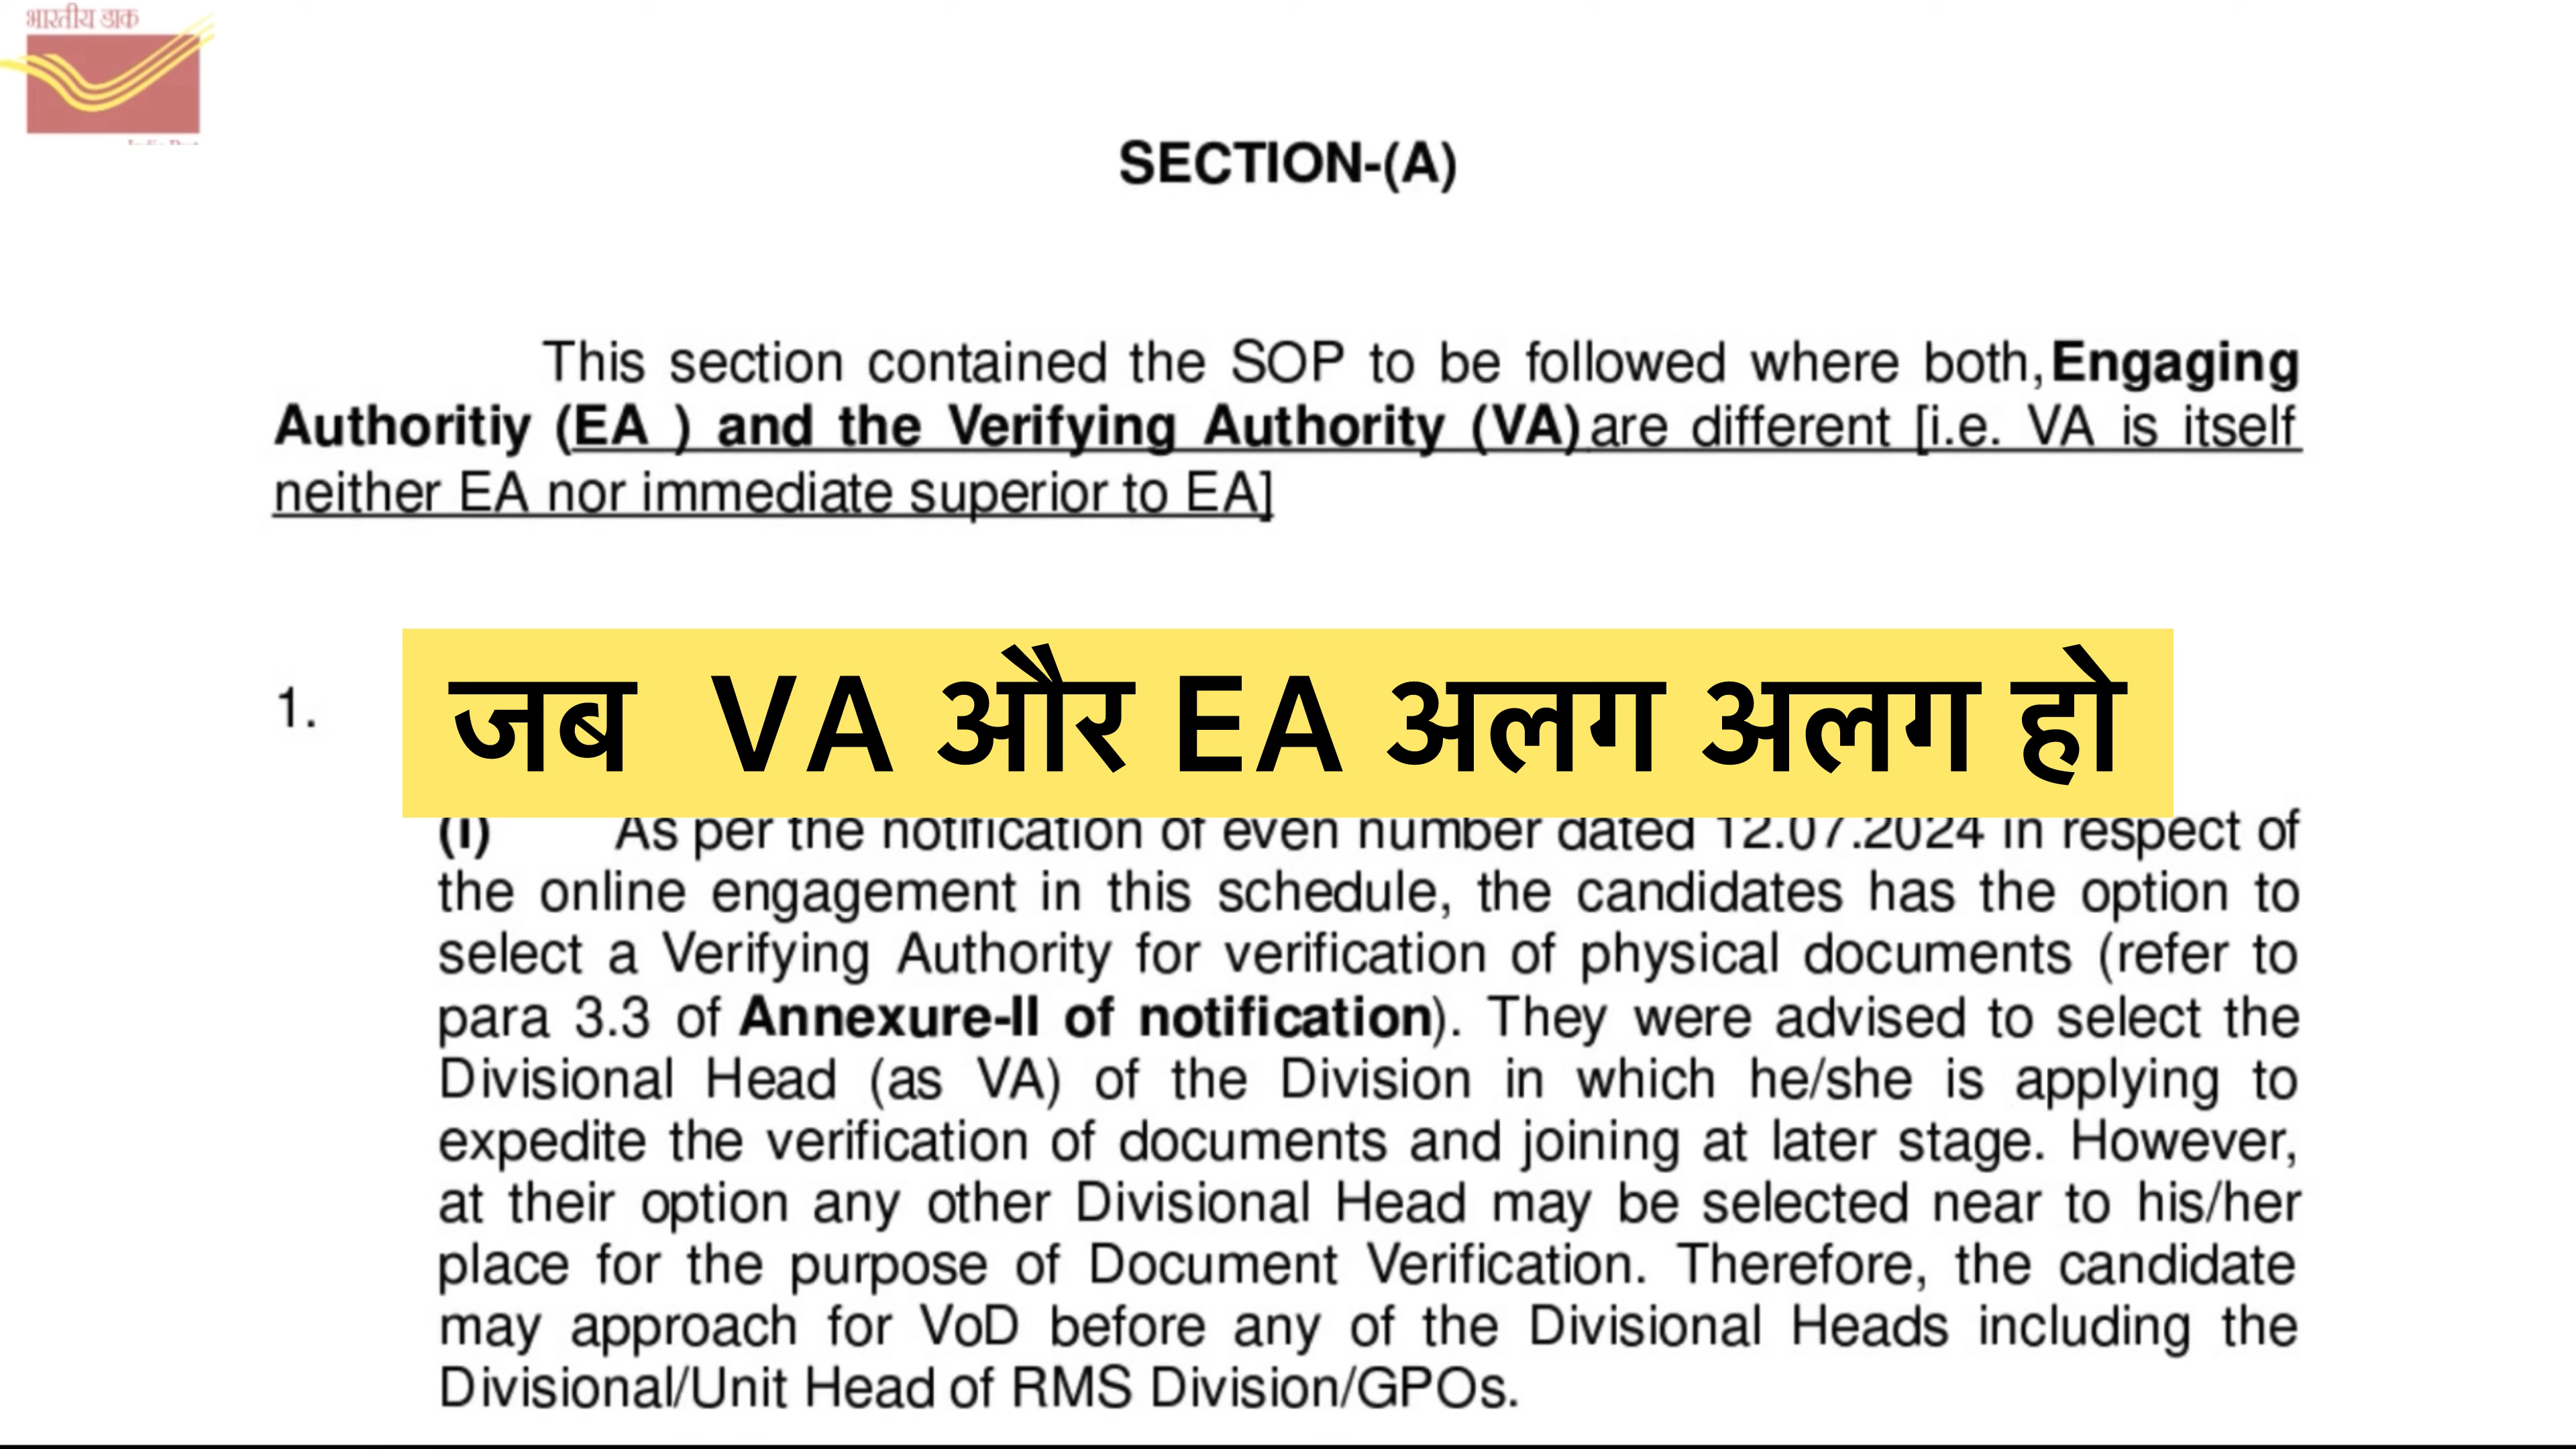 भारतीय डाक
SECTION-(A)
This section contained the SOP to be followed where both,Engaging
Authoritiy (EA ) and the Verifying Authority (VA)are different [i.e. VA is itself
neither EA nor immediate superior to EA]
1.
जब VA और EA अलग अलग हो
(i) As per the notification of even number dated 12.07.2024 in respect of
the online engagement in this schedule, the candidates has the option to
select a Verifying Authority for verification of physical documents (refer to
para 3.3 of Annexure-II of notification). They were advised to select the
Divisional Head (as VA) of the Division in which he/she is applying to
expedite the verification of documents and joining at later stage. However,
at their option any other Divisional Head may be selected near to his/her
place for the purpose of Document Verification. Therefore, the candidate
may approach for VoD before any of the Divisional Heads including the
Divisional/Unit Head of RMS Division/GPOs.